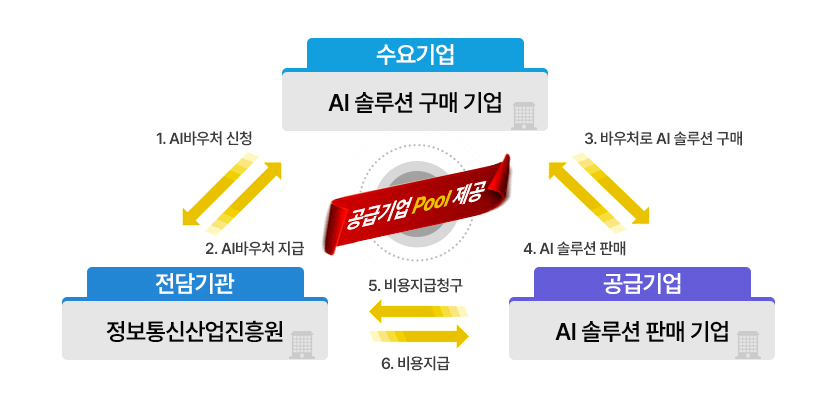 수요기업
AI 솔루션 구매 기업
1. AI바우처 신청
3. 바우처로 AI 솔루션 구매
공급기업 Pool 제공
2. AI바우처 지급
4. AI 솔루션 판매
전담기관
정보통신산업진흥원
5. 비용지급청구
6. 비용지급
공급기업
AI 솔루션 판매 기업